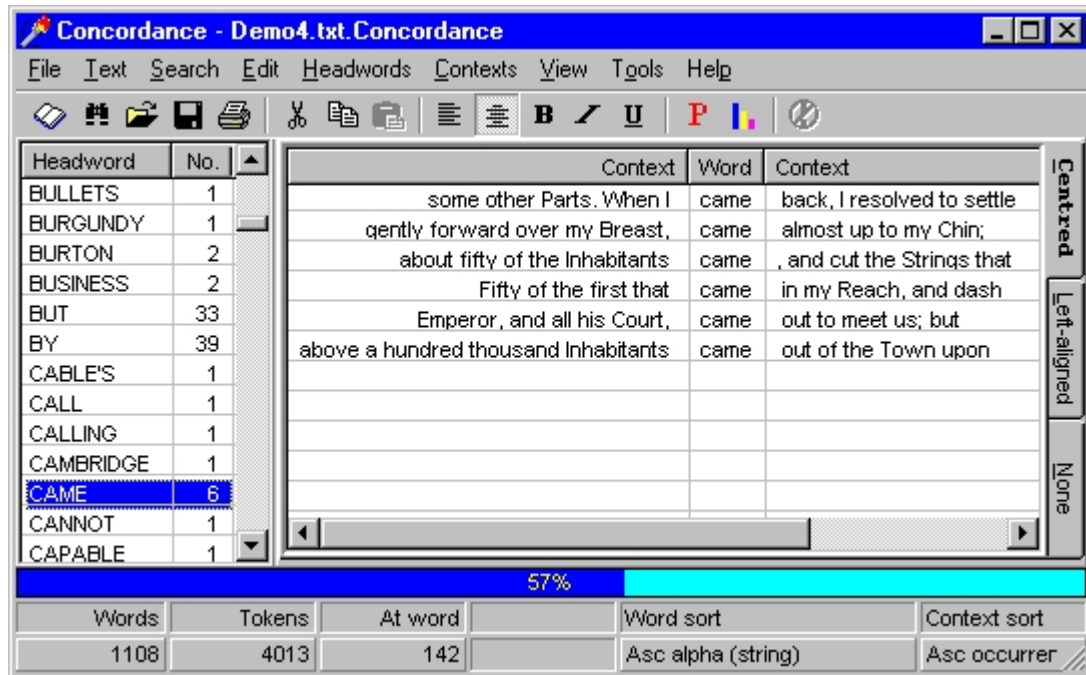 Concordance - Demo4.txt.Concordance
File Text Search Edit Headwords Contexts View Tools Help
B I U P
Headword No.
BULLETS 1
BURGUNDY 1
BURTON 2
BUSINESS 2
BUT 33
BY 39
CABLE'S 1
CALL 1
CALLING 1
CAMBRIDGE 1
CAME 6
CANNOT 1
CAPABLE 1
Context Word Context
some other Parts. When I came back, I resolved to settle
gently forward over my Breast, came almost up to my Chin;
about fifty of the Inhabitants came , and cut the Strings that
Fifty of the first that came in my Reach, and dash
Emperor, and all his Court, came out to meet us; but
above a hundred thousand Inhabitants came out of the Town upon
Centred
Left-aligned
None
57%
Words Tokens At word Word sort Context sort
1108 4013 142 Asc alpha (string) Asc occurrer